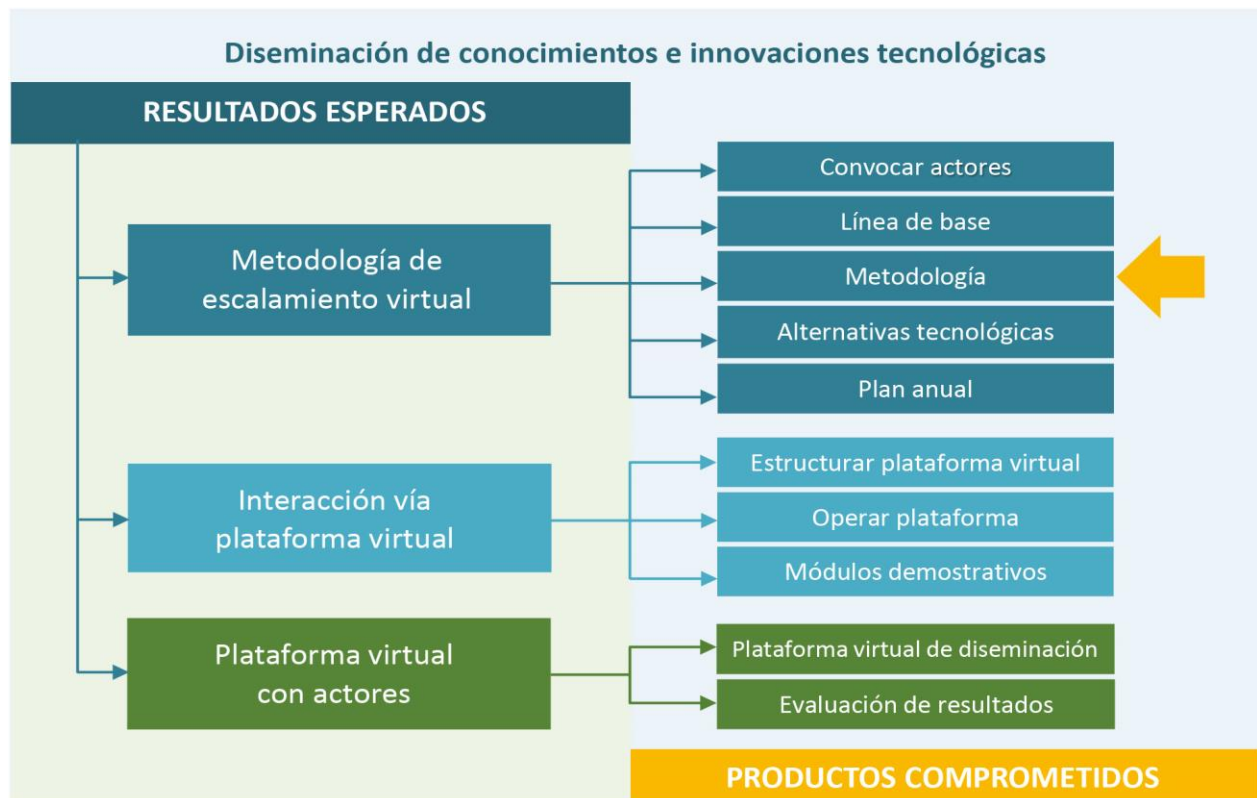 Diseminación de conocimientos e innovaciones tecnológicas
RESULTADOS ESPERADOS
Metodología de
escalamiento virtual
Convocar actores
Línea de base
Metodología
Alternativas tecnológicas
Plan anual
Interacción vía
plataforma virtual
Estructurar plataforma virtual
Operar plataforma
Módulos demostrativos
Plataforma virtual
con actores
Plataforma virtual de diseminación
Evaluación de resultados
PRODUCTOS COMPROMETIDOS